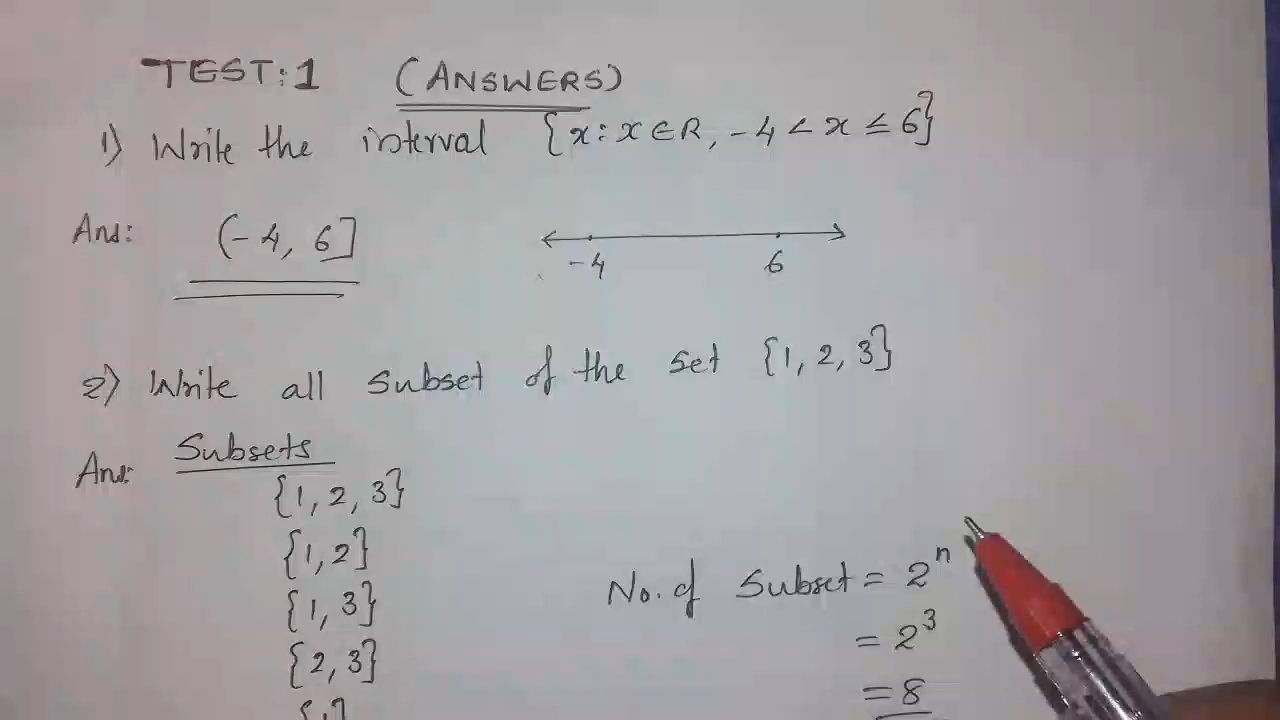 TEST:1 (ANSWERS)
1) Write the interval {x:x∈R, -4 < x ≤ 6}
Ans: (-4, 6]
-4 6
2) Write all subset of the set {1, 2, 3}
Ans: Subsets
{1, 2, 3}
{1, 2}
{1, 3}
{2, 3}
No. of Subset = 2ⁿ
= 2³
= 8